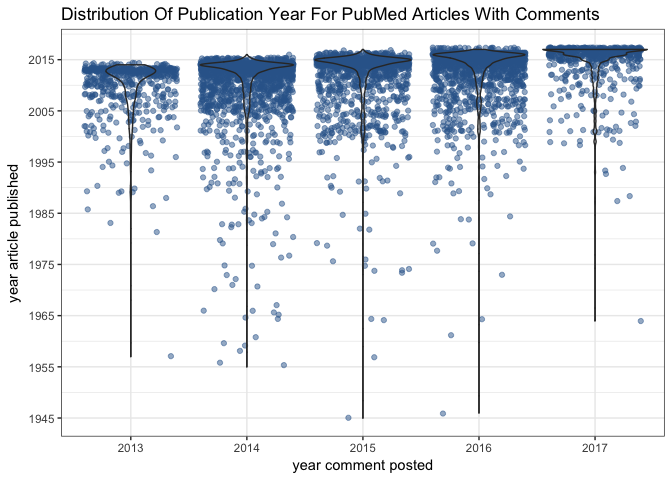 Distribution Of Publication Year For PubMed Articles With Comments
2015
2005
1995
1985
1975
1965
1955
1945
year article published
2013 2014 2015 2016 2017
year comment posted